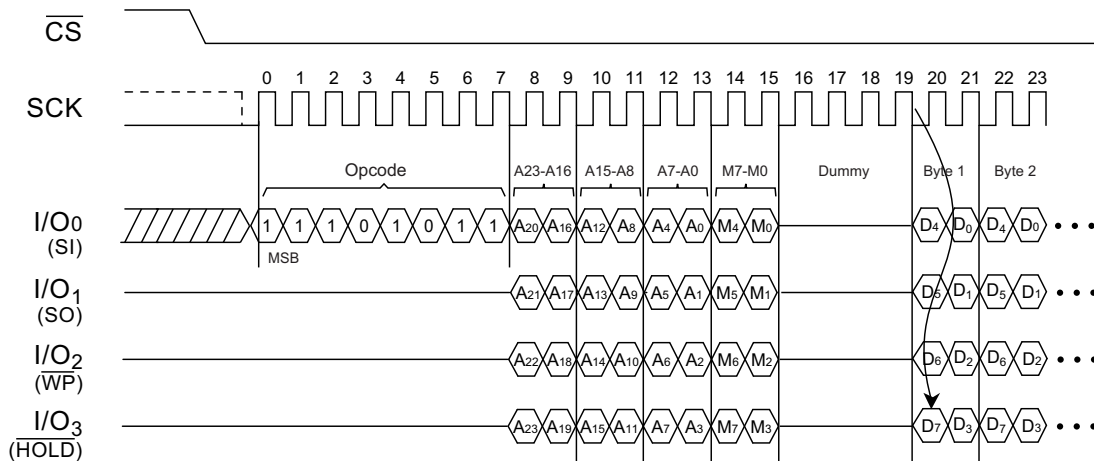 CS
0 1 2 3 4 5 6 7 8 9 10 11 12 13 14 15 16 17 18 19 20 21 22 23
SCK
Opcode A23-A16 A15-A8 A7-A0 M7-M0 Dummy Byte 1 Byte 2
I/O0 1 1 1 0 1 0 1 1 A20 A16 A12 A8 A4 A0 M4 M0 D4 D0 D4 D0
(SI)
MSB
I/O1 A21 A17 A13 A9 A5 A1 M5 M1 D5 D1 D5 D1
(SO)
I/O2 A22 A18 A14 A10 A6 A2 M6 M2 D6 D2 D6 D2
(WP)
I/O3 A23 A19 A15 A11 A7 A3 M7 M3 D7 D3 D7 D3
(HOLD)